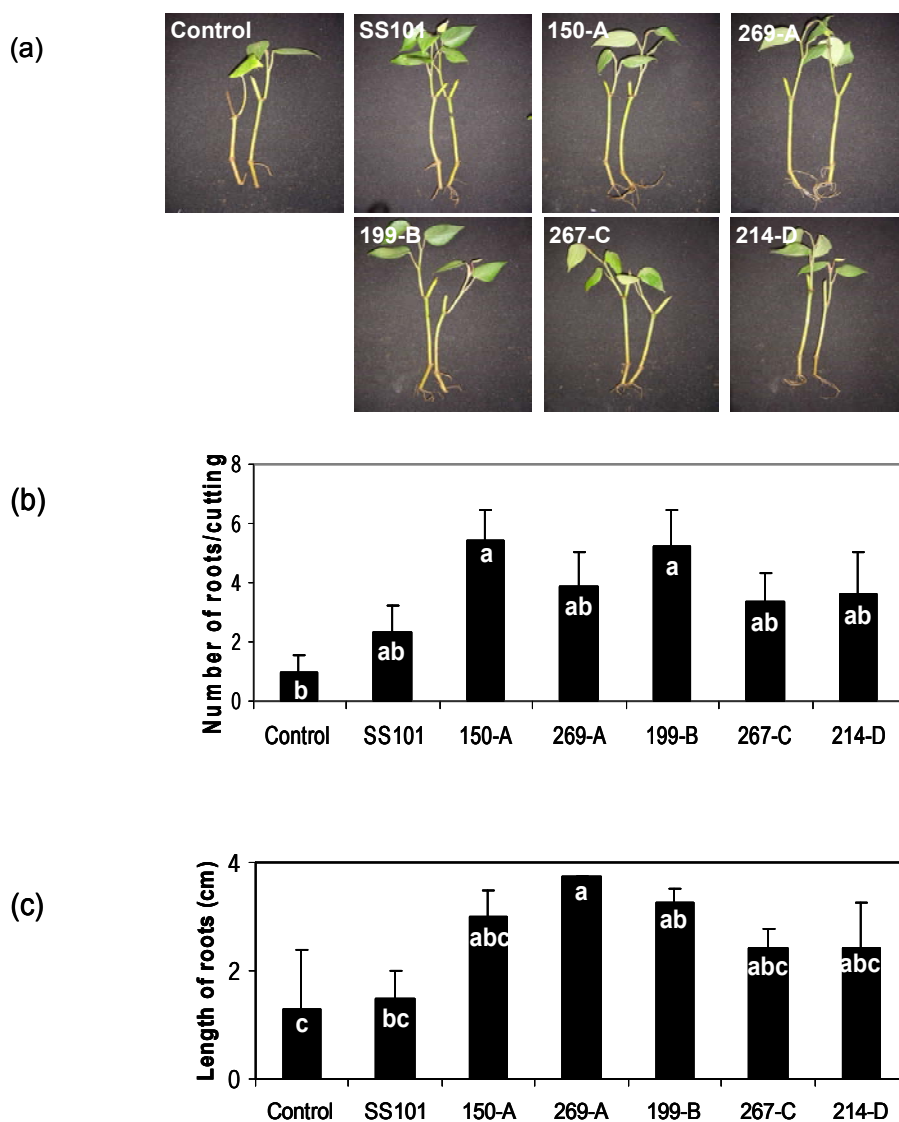 (a)
Control SS101 150-A 269-A
199-B 267-C 214-D
(b)
Number of roots/cutting
8
6
4
2
0
b ab a ab a ab ab
Control SS101 150-A 269-A 199-B 267-C 214-D
(c)
Length of roots (cm)
4
2
0
c bc abc a ab abc abc
Control SS101 150-A 269-A 199-B 267-C 214-D